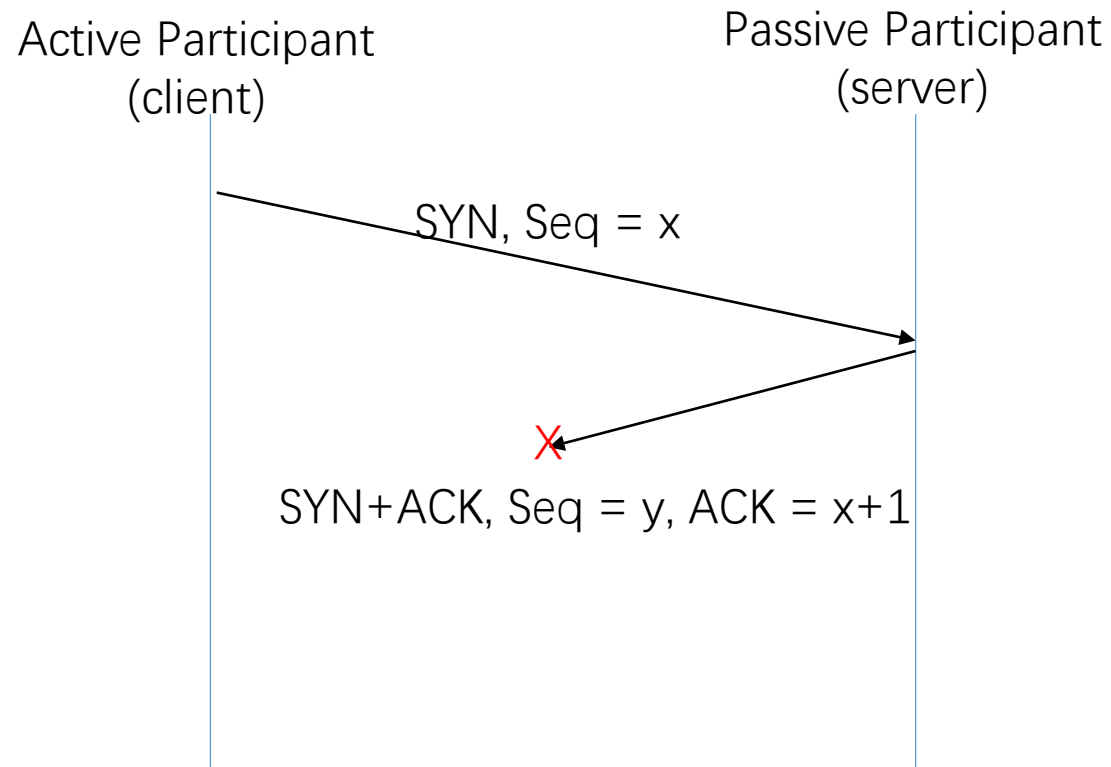 Active Participant
(client)
Passive Participant
(server)
SYN, Seq = x
X
SYN+ACK, Seq = y, ACK = x+1